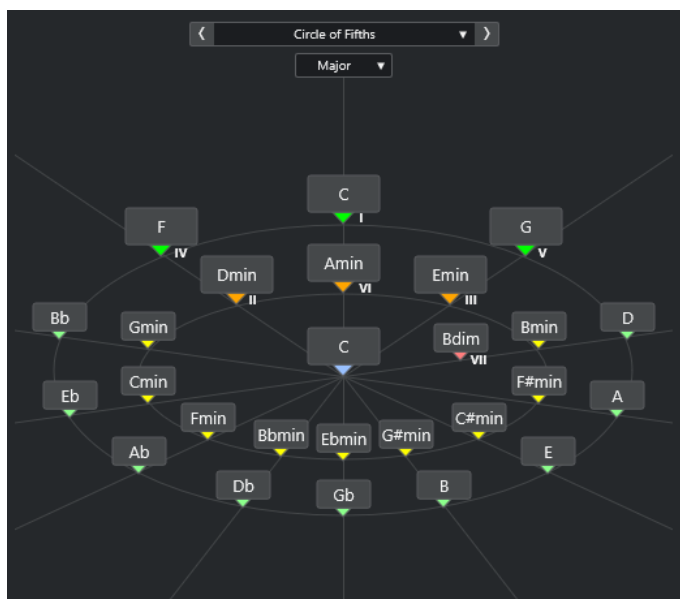 Circle of Fifths
Major
C
I
F
G
IV
V
Amin
VI
Dmin
Emin
II
III
Bb
D
Gmin
Bmin
Bdim
VII
C
Cmin
F#min
Eb
A
Fmin
C#min
Bbmin
Ebmin
G#min
Ab
E
Db
B
Gb